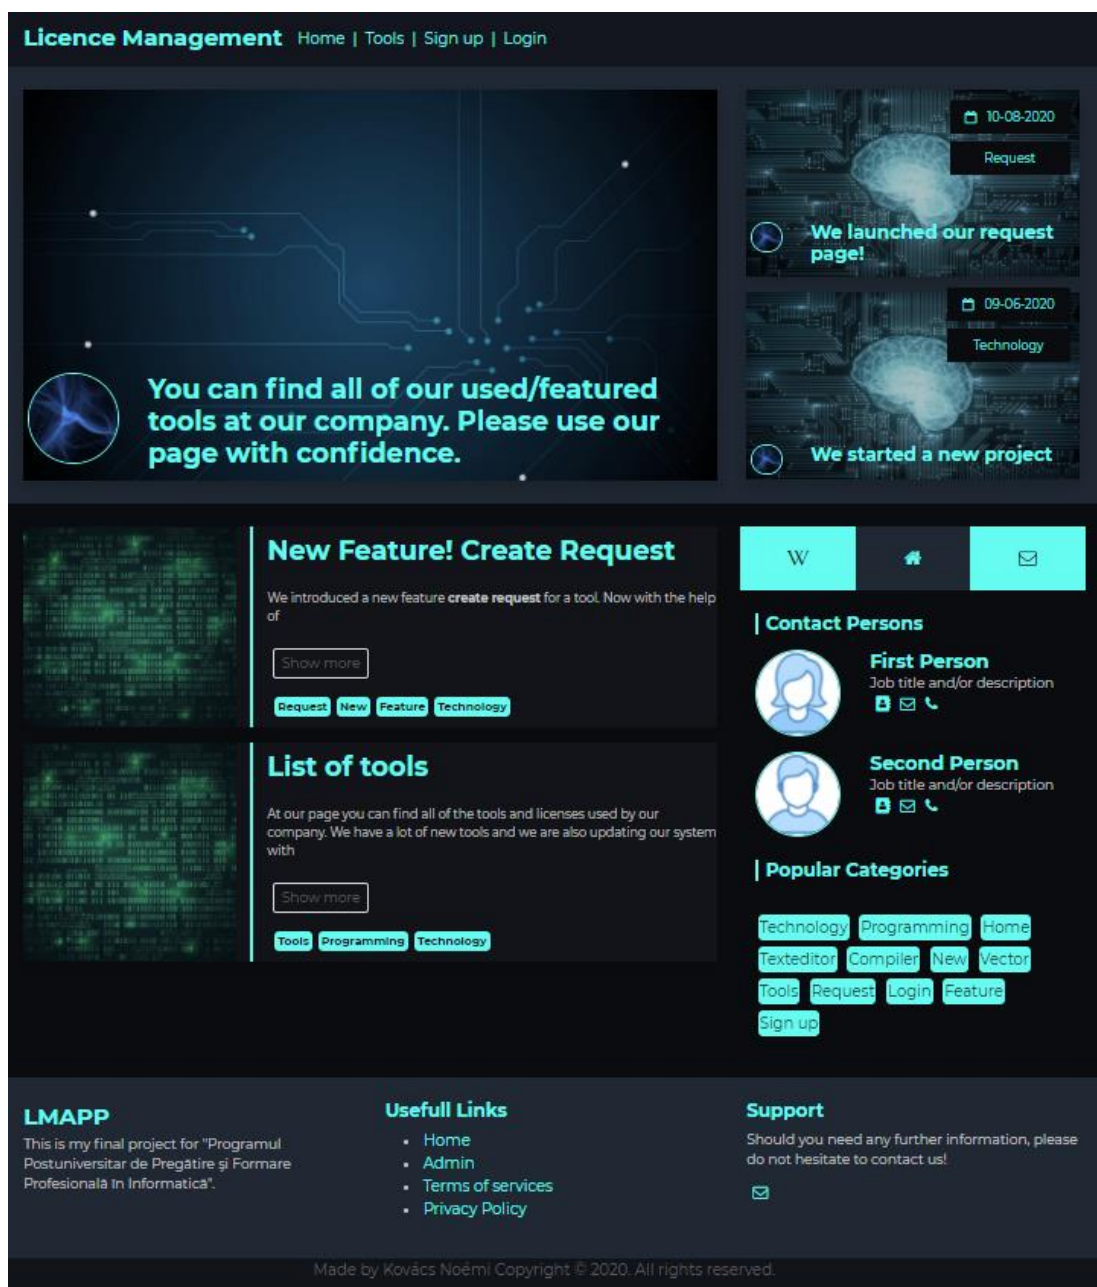 Licence Management Home | Tools | Sign up | Login
You can find all of our used/featured
tools at our company. Please use our
page with confidence.
10-08-2020
Request
We launched our request
page!
09-06-2020
Technology
We started a new project
New Feature! Create Request
We introduced a new feature create request for a tool. Now with the help
of
Show more
Request New Feature Technology
List of tools
At our page you can find all of the tools and licenses used by our
company. We have a lot of new tools and we are also updating our system
with
Show more
Tools Programming Technology
W
Contact Persons
First Person
Job title and/or description
Second Person
Job title and/or description
Popular Categories
Technology Programming Home
Texteditor Compiler New Vector
Tools Request Login Feature
Sign up
LMAPP
This is my final project for "Programul
Postuniversitar de Pregătire şi Formare
Profesională în Informatică".
Usefull Links
Home
Admin
Terms of services
Privacy Policy
Support
Should you need any further information, please
do not hesitate to contact us!
Made by Kovács Noémi Copyright © 2020. All rights reserved.